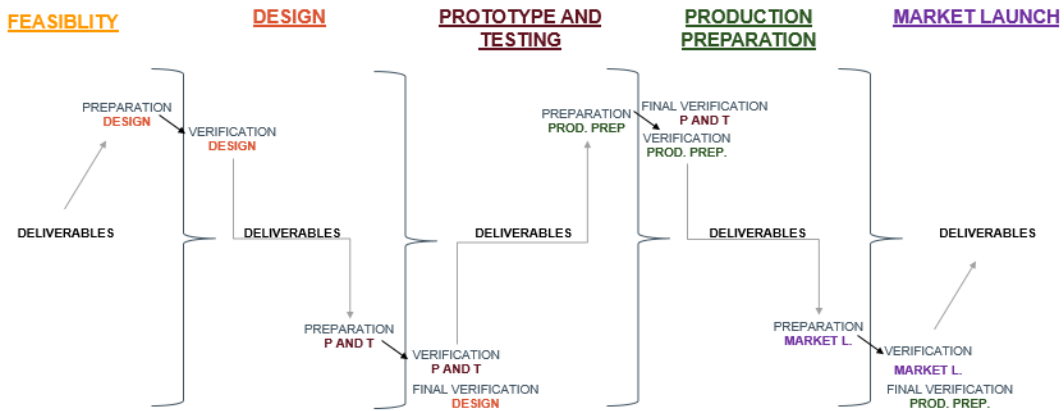 FEASIBLITY
DESIGN
PROTOTYPE AND
TESTING
PRODUCTION
PREPARATION
MARKET LAUNCH
PREPARATION
DESIGN
VERIFICATION
DESIGN
DELIVERABLES
DELIVERABLES
PREPARATION
P AND T
VERIFICATION
P AND T
FINAL VERIFICATION
DESIGN
DELIVERABLES
PREPARATION
PROD. PREP
FINAL VERIFICATION
P AND T
VERIFICATION
PROD. PREP.
DELIVERABLES
PREPARATION
MARKET L.
VERIFICATION
MARKET L.
FINAL VERIFICATION
PROD. PREP.
DELIVERABLES